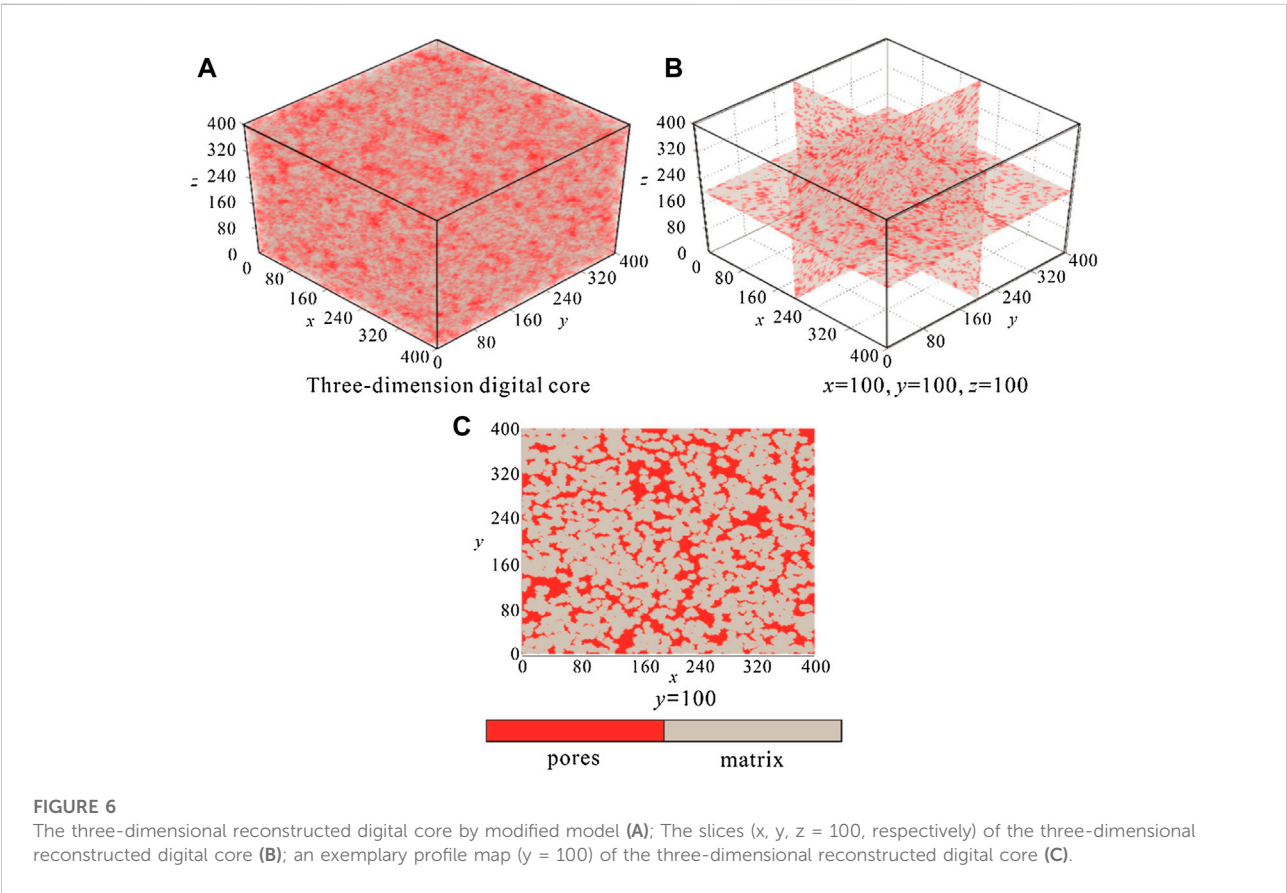 A
400
320
240
160
80
0
z
0
80
160
x
240
320
400
0
80
160
y
240
320
400
Three-dimension digital core
B
400
320
240
160
80
0
z
0
80
160
x
240
320
400
0
80
160
y
240
320
400
x=100, y=100, z=100
C
400
320
240
y
160
80
0
0 80 160 240 320 400
x
y=100
pores matrix
FIGURE 6
The three-dimensional reconstructed digital core by modified model (A); The slices (x, y, z = 100, respectively) of the three-dimensional
reconstructed digital core (B); an exemplary profile map (y = 100) of the three-dimensional reconstructed digital core (C).